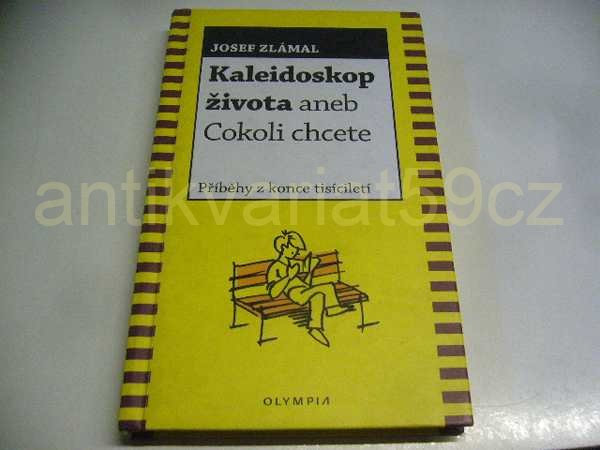 JOSEF ZLÁMAL
Kaleidoskop
života aneb
Cokoli chcete
Příběhy z konce tisíciletí
antikvariat59cz
OLYMPIA